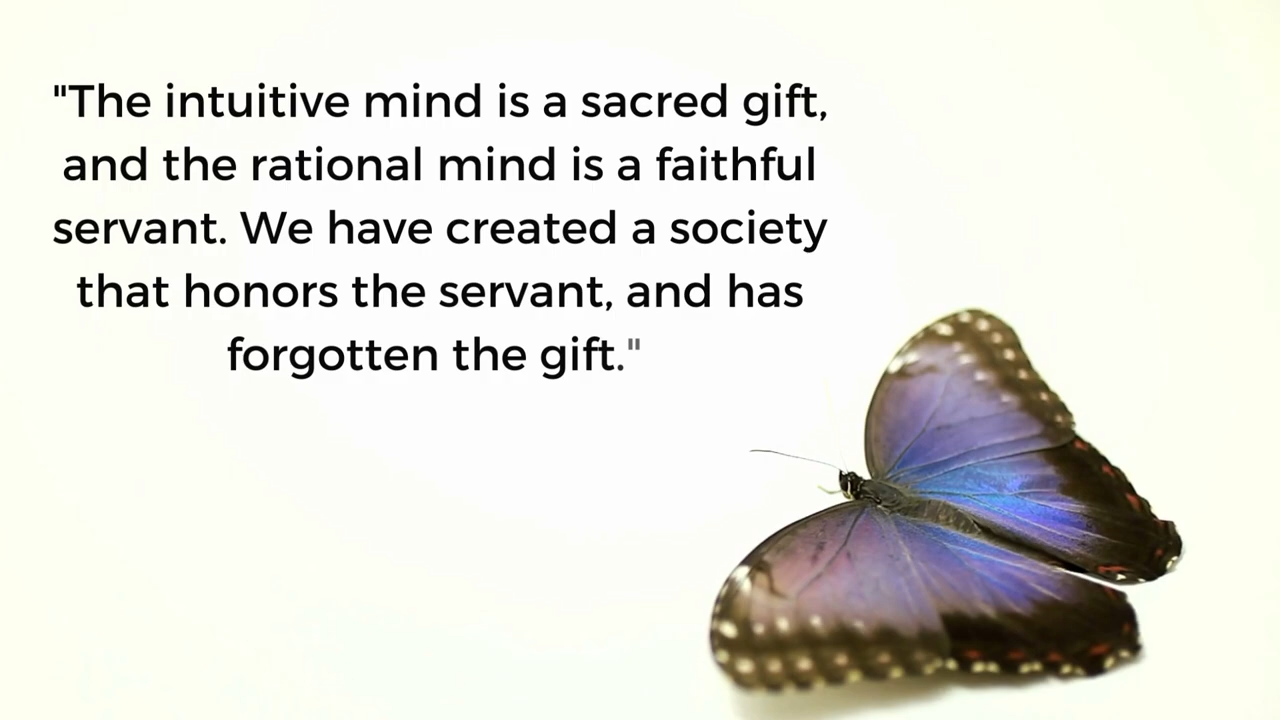 "The intuitive mind is a sacred gift,
and the rational mind is a faithful
servant. We have created a society
that honors the servant, and has
forgotten the gift."